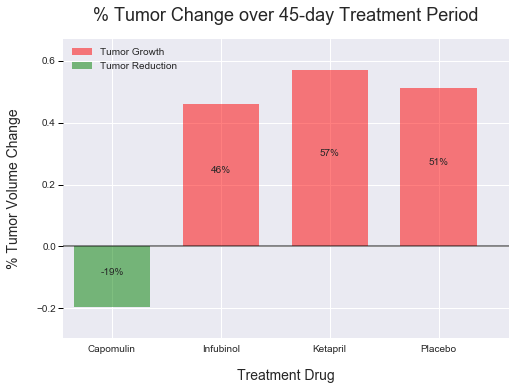 % Tumor Change over 45-day Treatment Period
Tumor Growth
Tumor Reduction
% Tumor Volume Change
0.6
0.4
0.2
0.0
−0.2
46%
57%
51%
-19%
Capomulin Infubinol Ketapril Placebo
Treatment Drug